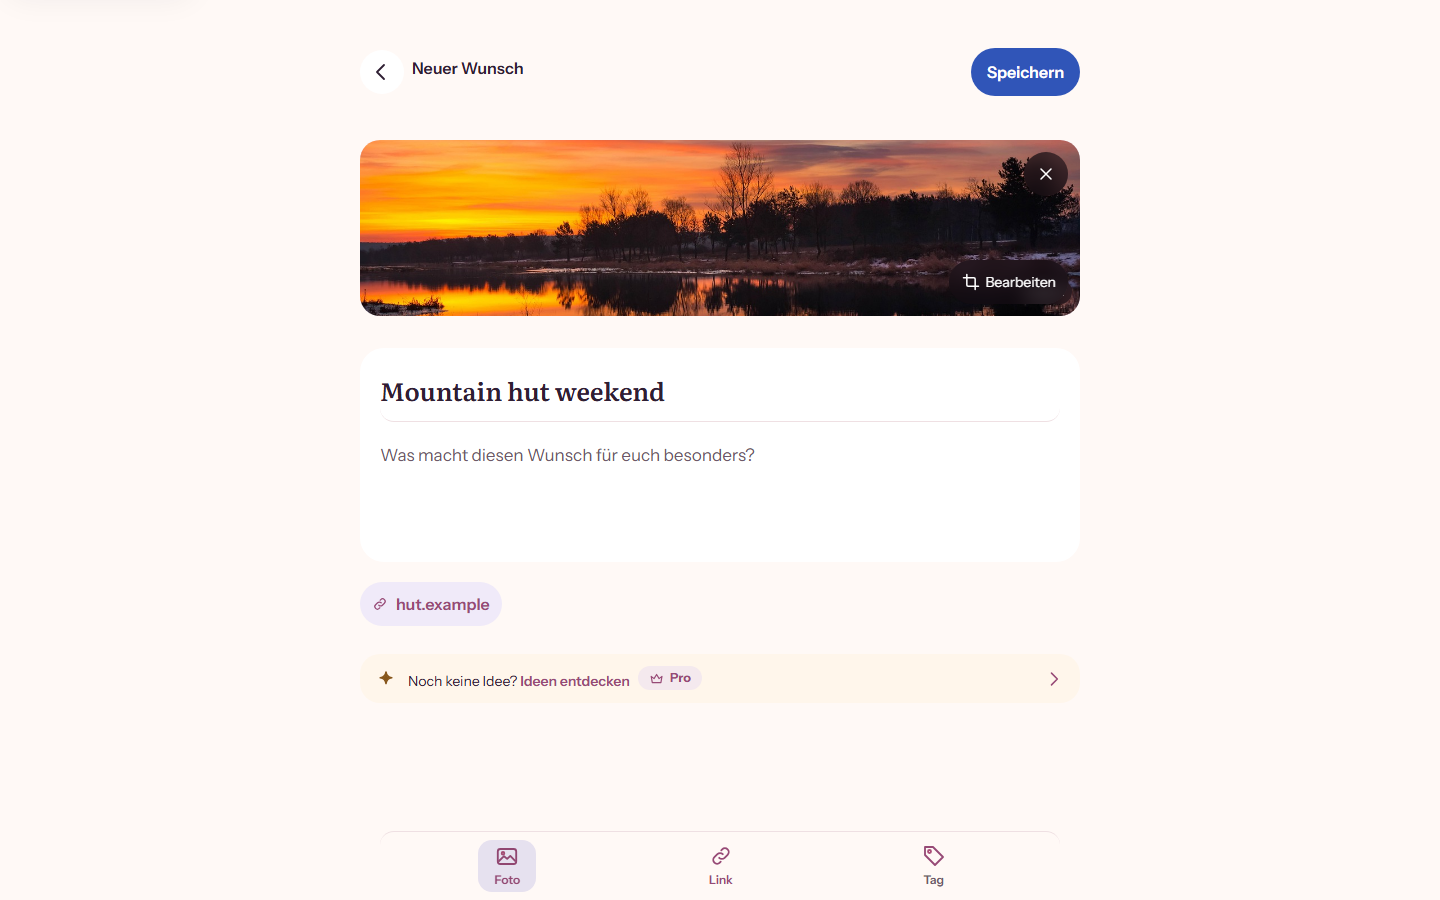 Neuer Wunsch
Speichern
Bearbeiten
Mountain hut weekend
Was macht diesen Wunsch für euch besonders?
hut.example
Noch keine Idee? Ideen entdecken Pro
Foto Link Tag